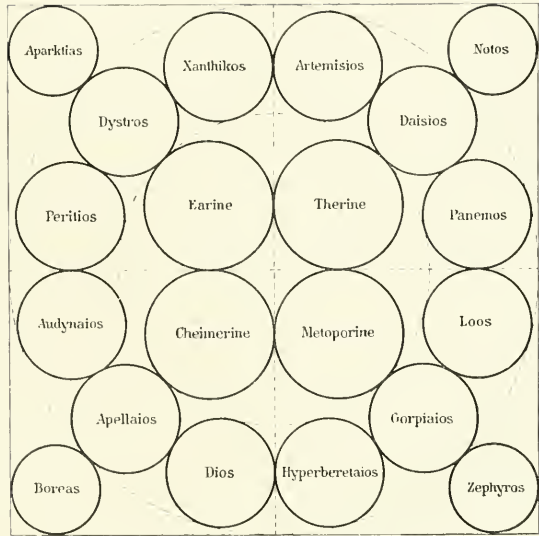 Aparktias
Xanthikos
Artemisios
Notos
Dystros
Daisios
Peritios
Earine
Therine
Panemos
Audynaios
Cheimerine
Metoporine
Loos
Apellaios
Gorpiaios
Boreas
Dios
Hyperberetaios
Zephyros